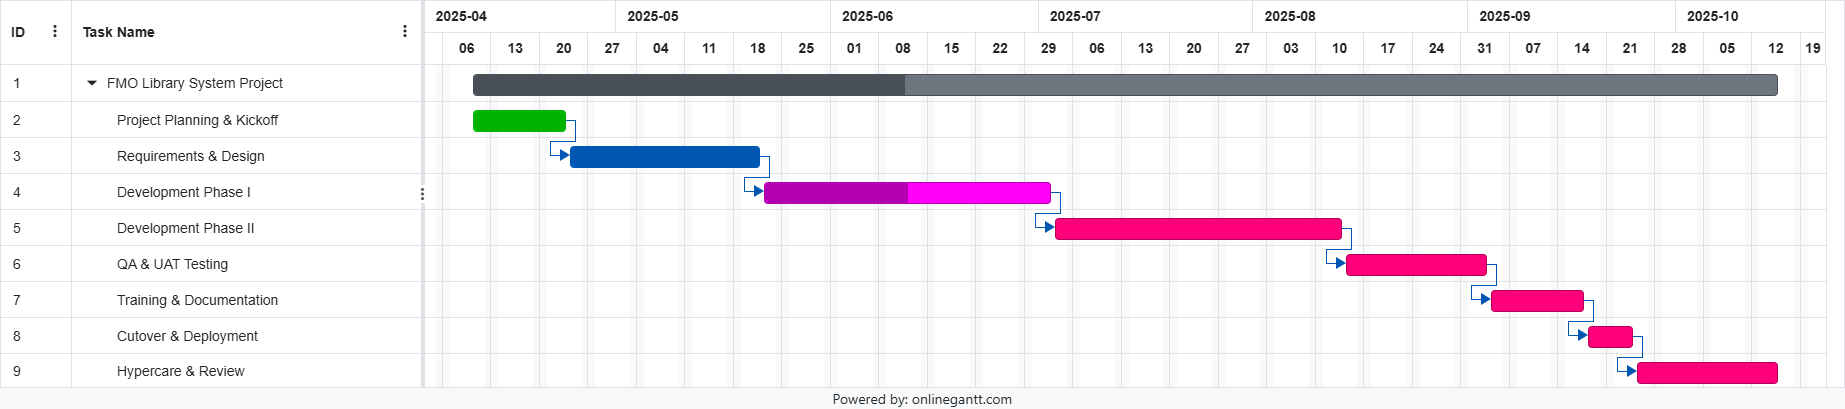 ID Task Name 2025-04 2025-05 2025-06 2025-07 2025-08 2025-09 2025-10
06 13 20 27 04 11 18 25 01 08 15 22 29 06 13 20 27 03 10 17 24 31 07 14 21 28 05 12 19
1 FMO Library System Project
2 Project Planning & Kickoff
3 Requirements & Design
4 Development Phase I
5 Development Phase II
6 QA & UAT Testing
7 Training & Documentation
8 Cutover & Deployment
9 Hypercare & Review
Powered by: onlinegantt.com